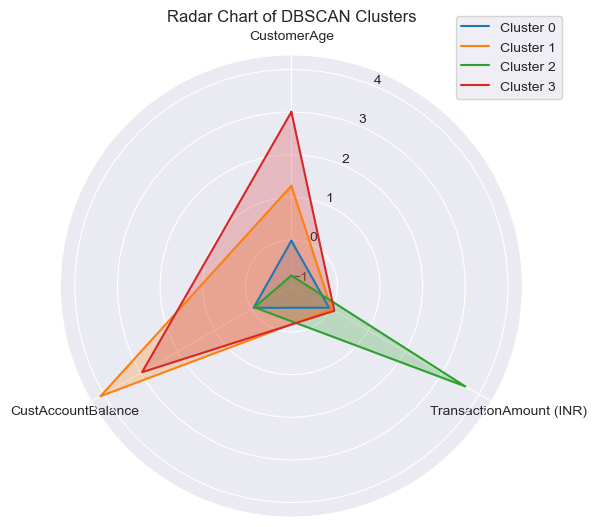 Radar Chart of DBSCAN Clusters
CustomerAge
Cluster 0
Cluster 1
Cluster 2
Cluster 3
4
3
2
1
0
−1
CustAccountBalance
TransactionAmount (INR)